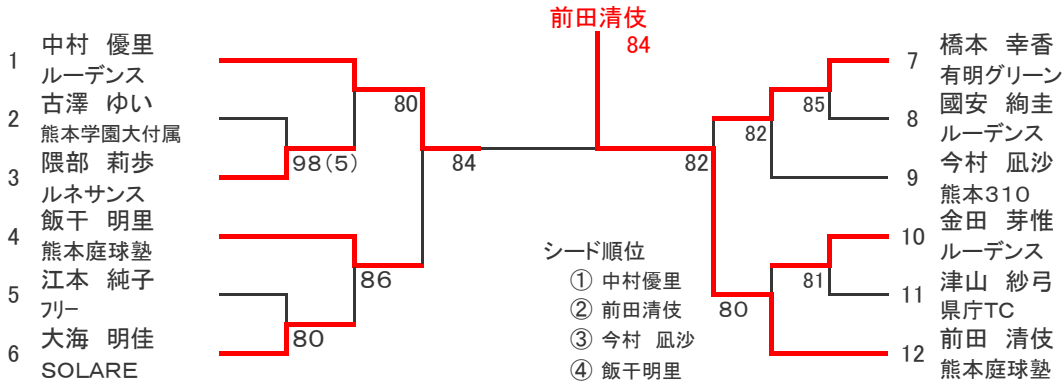 前田清伎
84
1
中村 優里
ルーデンス
2
古澤 ゆい
熊本学園大付属
3
隈部 莉歩
ルネサンス
4
飯干 明里
熊本庭球塾
5
江本 純子
フリー
6
大海 明佳
SOLARE
80
98(5)
84
86
80
シード順位
① 中村優里
② 前田清伎
③ 今村 凪沙
④ 飯干明里
85
82
82
81
80
7
橋本 幸香
有明グリーン
8
國安 絢圭
ルーデンス
9
今村 凪沙
熊本310
10
金田 芽惟
ルーデンス
11
津山 紗弓
県庁TC
12
前田 清伎
熊本庭球塾